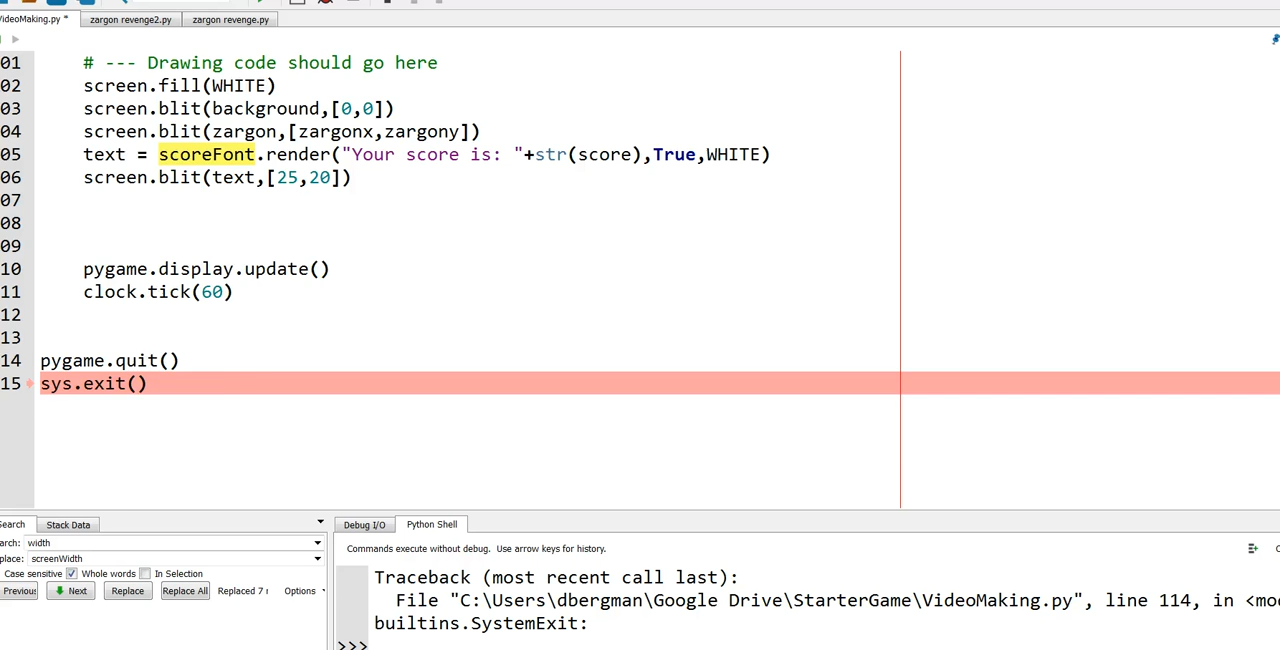 VideoMaking.py * zargon revenge2.py zargon revenge.py
01 # --- Drawing code should go here
02 screen.fill(WHITE)
03 screen.blit(background,[0,0])
04 screen.blit(zargon,[zargonx,zargony])
05 text = scoreFont.render("Your score is: "+str(score),True,WHITE)
06 screen.blit(text,[25,20])
07
08
09
10 pygame.display.update()
11 clock.tick(60)
12
13
14 pygame.quit()
15 sys.exit()
Search Stack Data
arch: width
place: screenWidth
Case sensitive Whole words In Selection
Previous Next Replace Replace All Replaced 7 Options
Debug I/O Python Shell
Commands execute without debug. Use arrow keys for history.
Traceback (most recent call last):
File "C:\Users\dbergman\Google Drive\StarterGame\VideoMaking.py", line 114, in <mo
builtins.SystemExit:
>>>